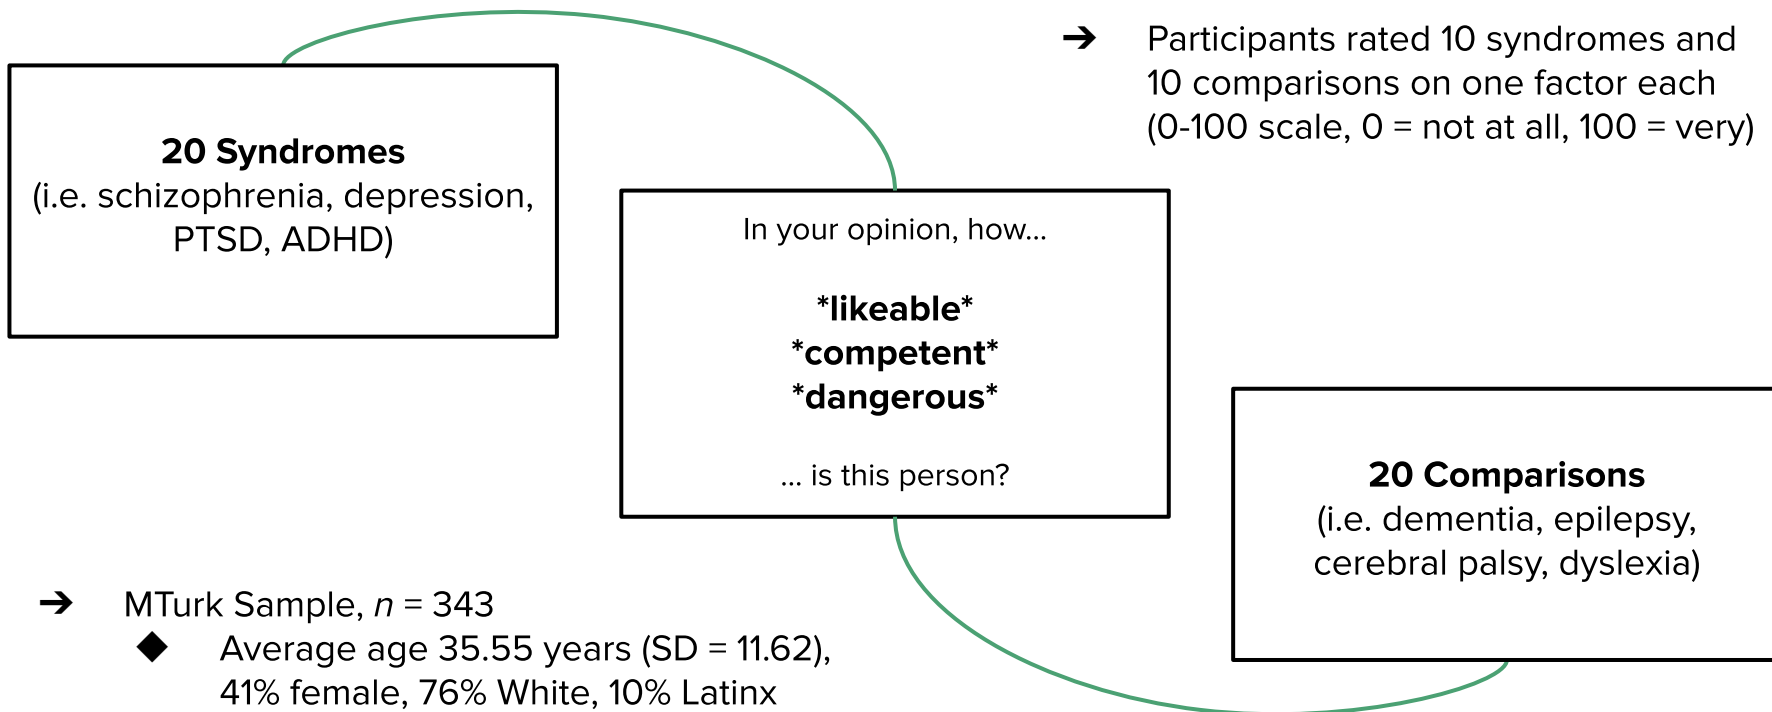 ➔ Participants rated 10 syndromes and
10 comparisons on one factor each
(0-100 scale, 0 = not at all, 100 = very)
20 Syndromes
(i.e. schizophrenia, depression,
PTSD, ADHD)
In your opinion, how...
*likeable*
*competent*
*dangerous*
... is this person?
20 Comparisons
(i.e. dementia, epilepsy,
cerebral palsy, dyslexia)
➔ MTurk Sample, n = 343
◆ Average age 35.55 years (SD = 11.62),
41% female, 76% White, 10% Latinx